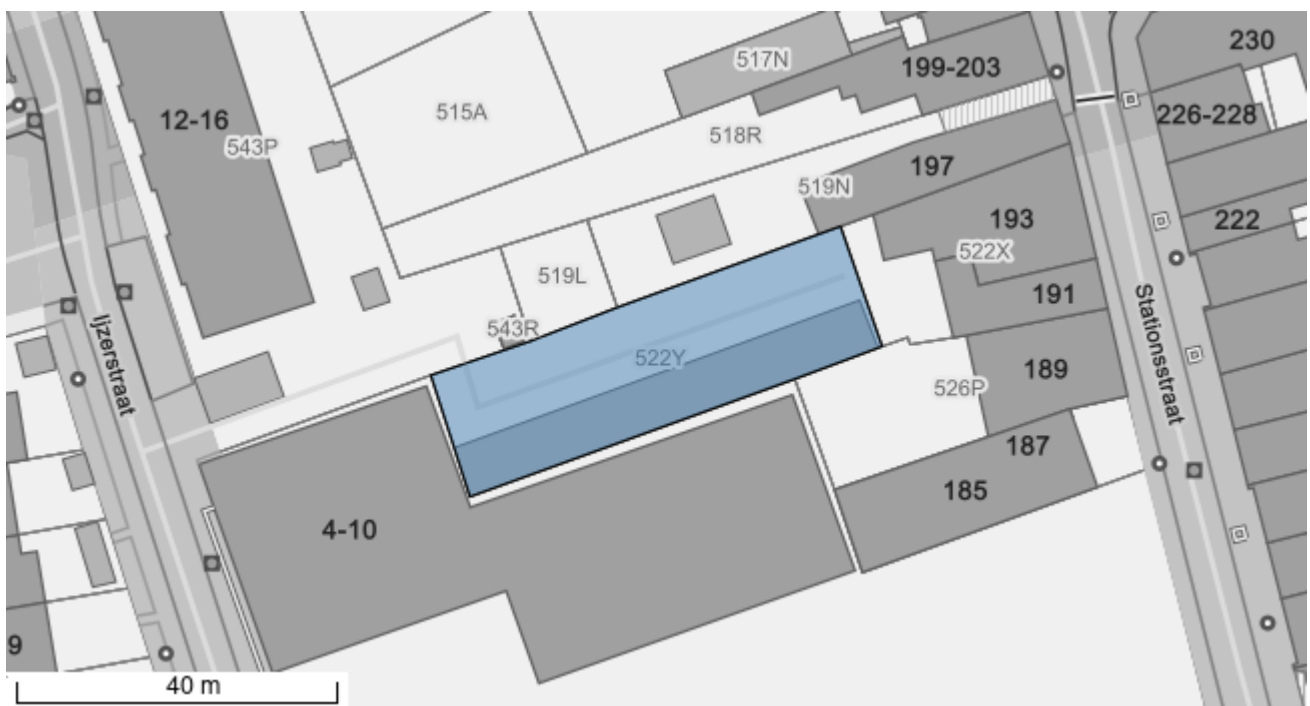 230
199-203
517N
12-16
515A
226-228
543P
518R
197
519N
193
222
522X
519L
191
Ijzerstraat
Stationsstraat
543R
522Y
189
526P
187
185
4-10
9
40 m